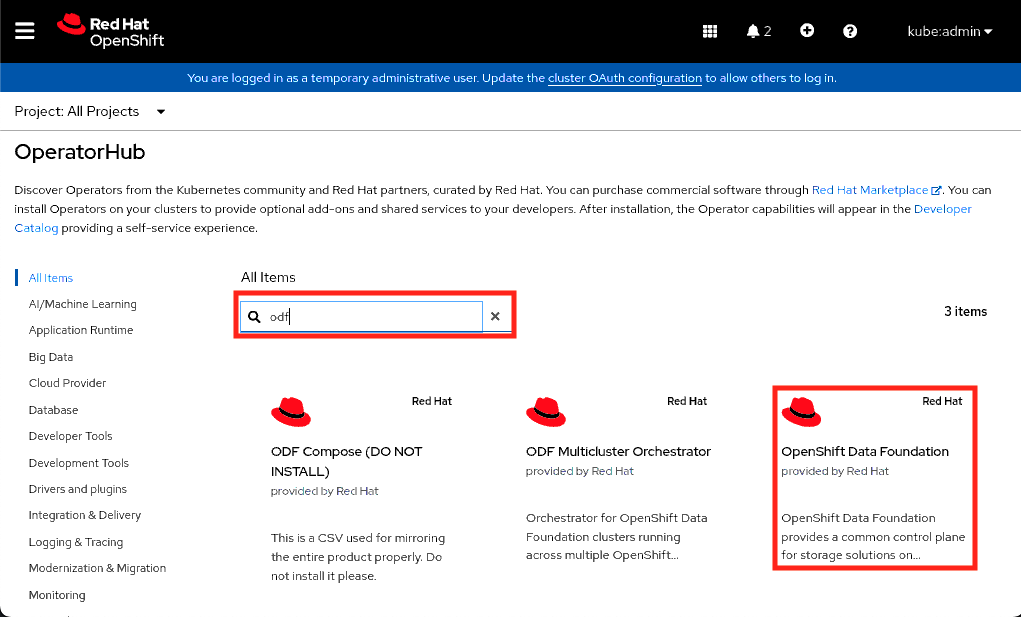 Red Hat
OpenShift
2
kube:admin
You are logged in as a temporary administrative user. Update the cluster OAuth configuration to allow others to log in.
Project: All Projects
OperatorHub
Discover Operators from the Kubernetes community and Red Hat partners, curated by Red Hat. You can purchase commercial software through Red Hat Marketplace. You can
install Operators on your clusters to provide optional add-ons and shared services to your developers. After installation, the Operator capabilities will appear in the Developer
Catalog providing a self-service experience.
All Items
AI/Machine Learning
Application Runtime
Big Data
Cloud Provider
Database
Developer Tools
Development Tools
Drivers and plugins
Integration & Delivery
Logging & Tracing
Modernization & Migration
Monitoring
All Items
odf
3 items
Red Hat
ODF Compose (DO NOT
INSTALL)
provided by Red Hat
This is a CSV used for mirroring
the entire product properly. Do
not install it please.
Red Hat
ODF Multicluster Orchestrator
provided by Red Hat
Orchestrator for OpenShift Data
Foundation clusters running
across multiple OpenShift...
Red Hat
OpenShift Data Foundation
provided by Red Hat
OpenShift Data Foundation
provides a common control plane
for storage solutions on...